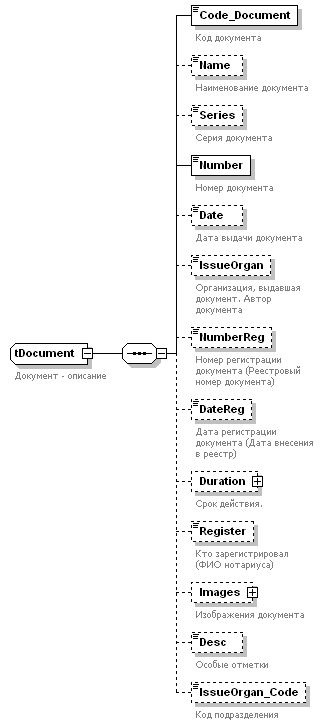 Code_Document
Код документа
Name
Наименование документа
Series
Серия документа
Number
Номер документа
Date
Дата выдачи документа
IssueOrgan
Организация, выдавшая
документ. Автор
документа
tDocument
Документ - описание
NumberReg
Номер регистрации
документа (Реестровый
номер документа)
DateReg
Дата регистрации
документа (Дата внесения
в реестр)
Duration
Срок действия.
Register
Кто зарегистрировал
(ФИО нотариуса)
Images
Изображения документа
Desc
Особые отметки
IssueOrgan_Code
Код подразделения